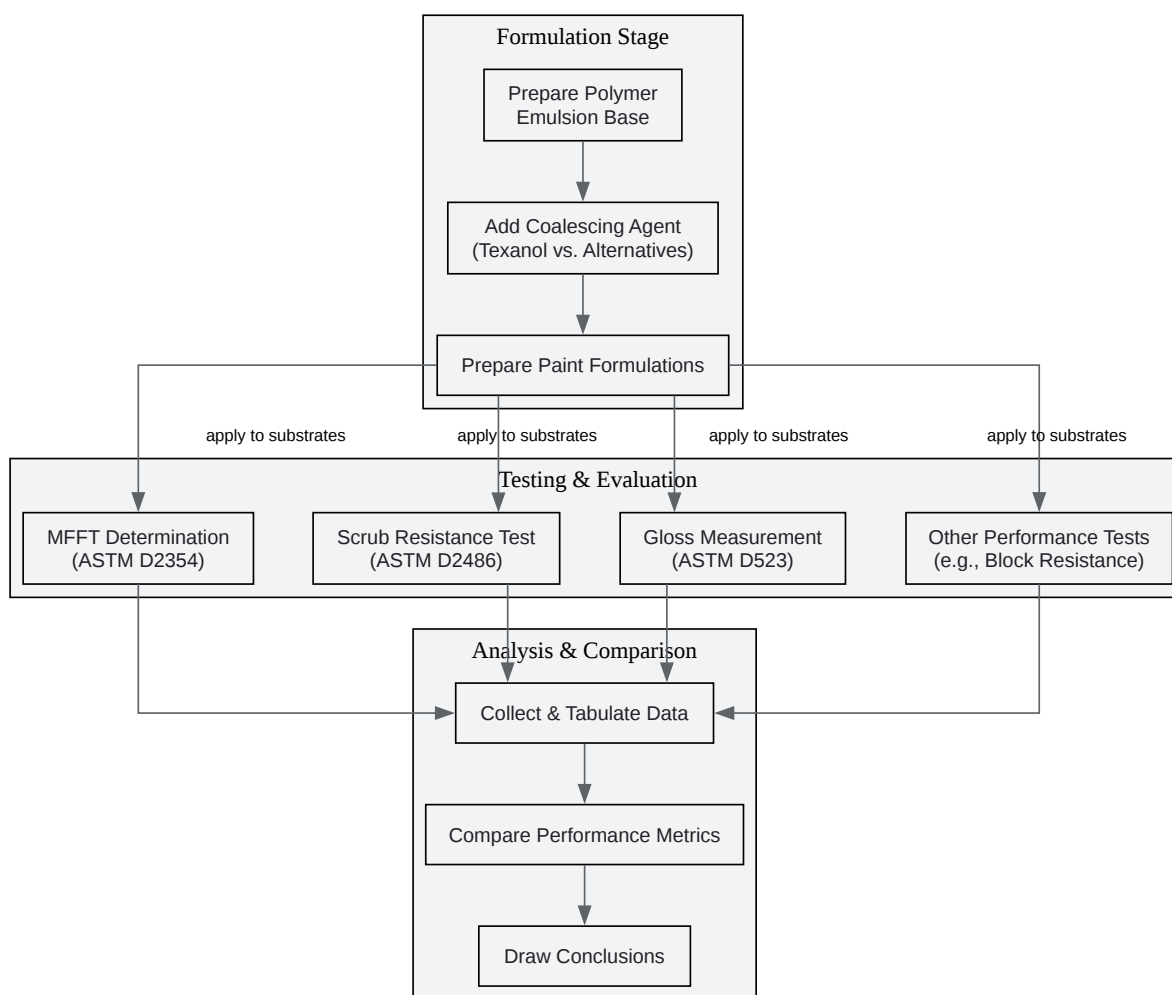 Formulation Stage
Prepare Polymer
Emulsion Base
Add Coalescing Agent
(Texanol vs. Alternatives)
Prepare Paint Formulations
apply to substrates
apply to substrates
apply to substrates
apply to substrates
Testing & Evaluation
MFFT Determination
(ASTM D2354)
Scrub Resistance Test
(ASTM D2486)
Gloss Measurement
(ASTM D523)
Other Performance Tests
(e.g., Block Resistance)
Analysis & Comparison
Collect & Tabulate Data
Compare Performance Metrics
Draw Conclusions